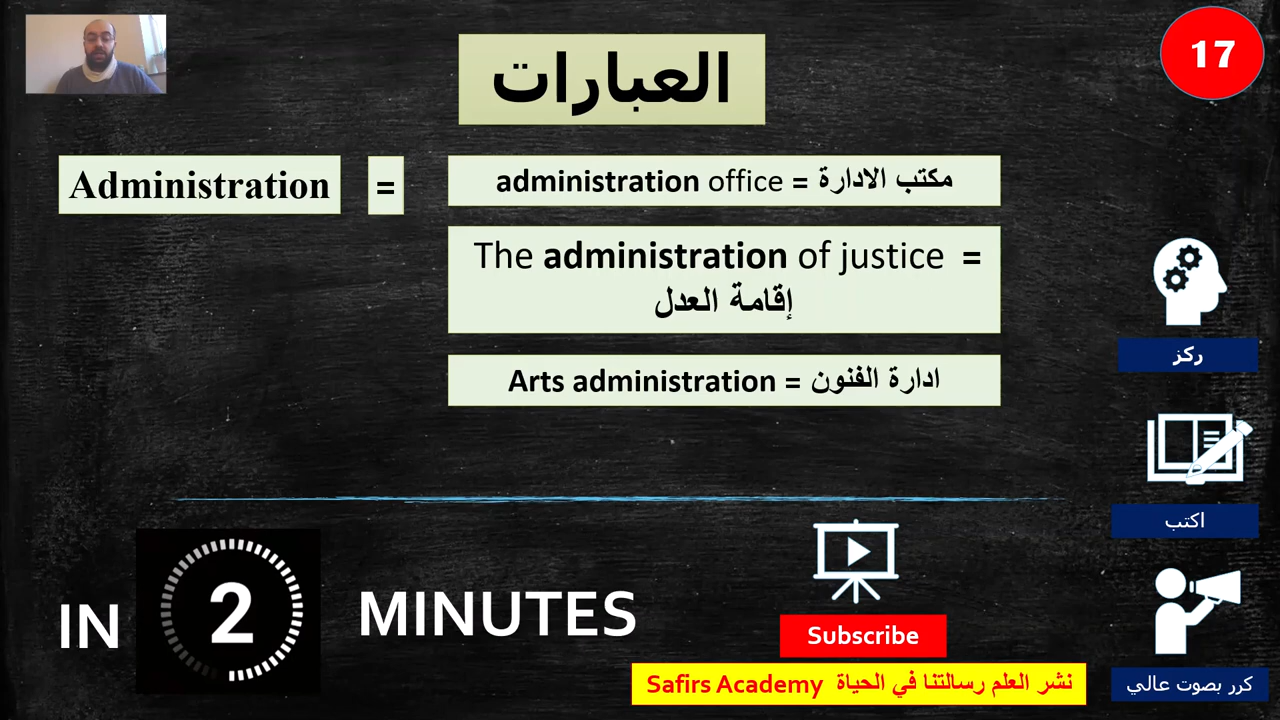 العبارات
17
Administration
=
administration office = مكتب الادارة
The administration of justice =
إقامة العدل
Arts administration = ادارة الفنون
ركز
اكتب
كرر بصوت عالي
IN 2 MINUTES
Subscribe
Safirs Academy نشر العلم رسالتنا في الحياة